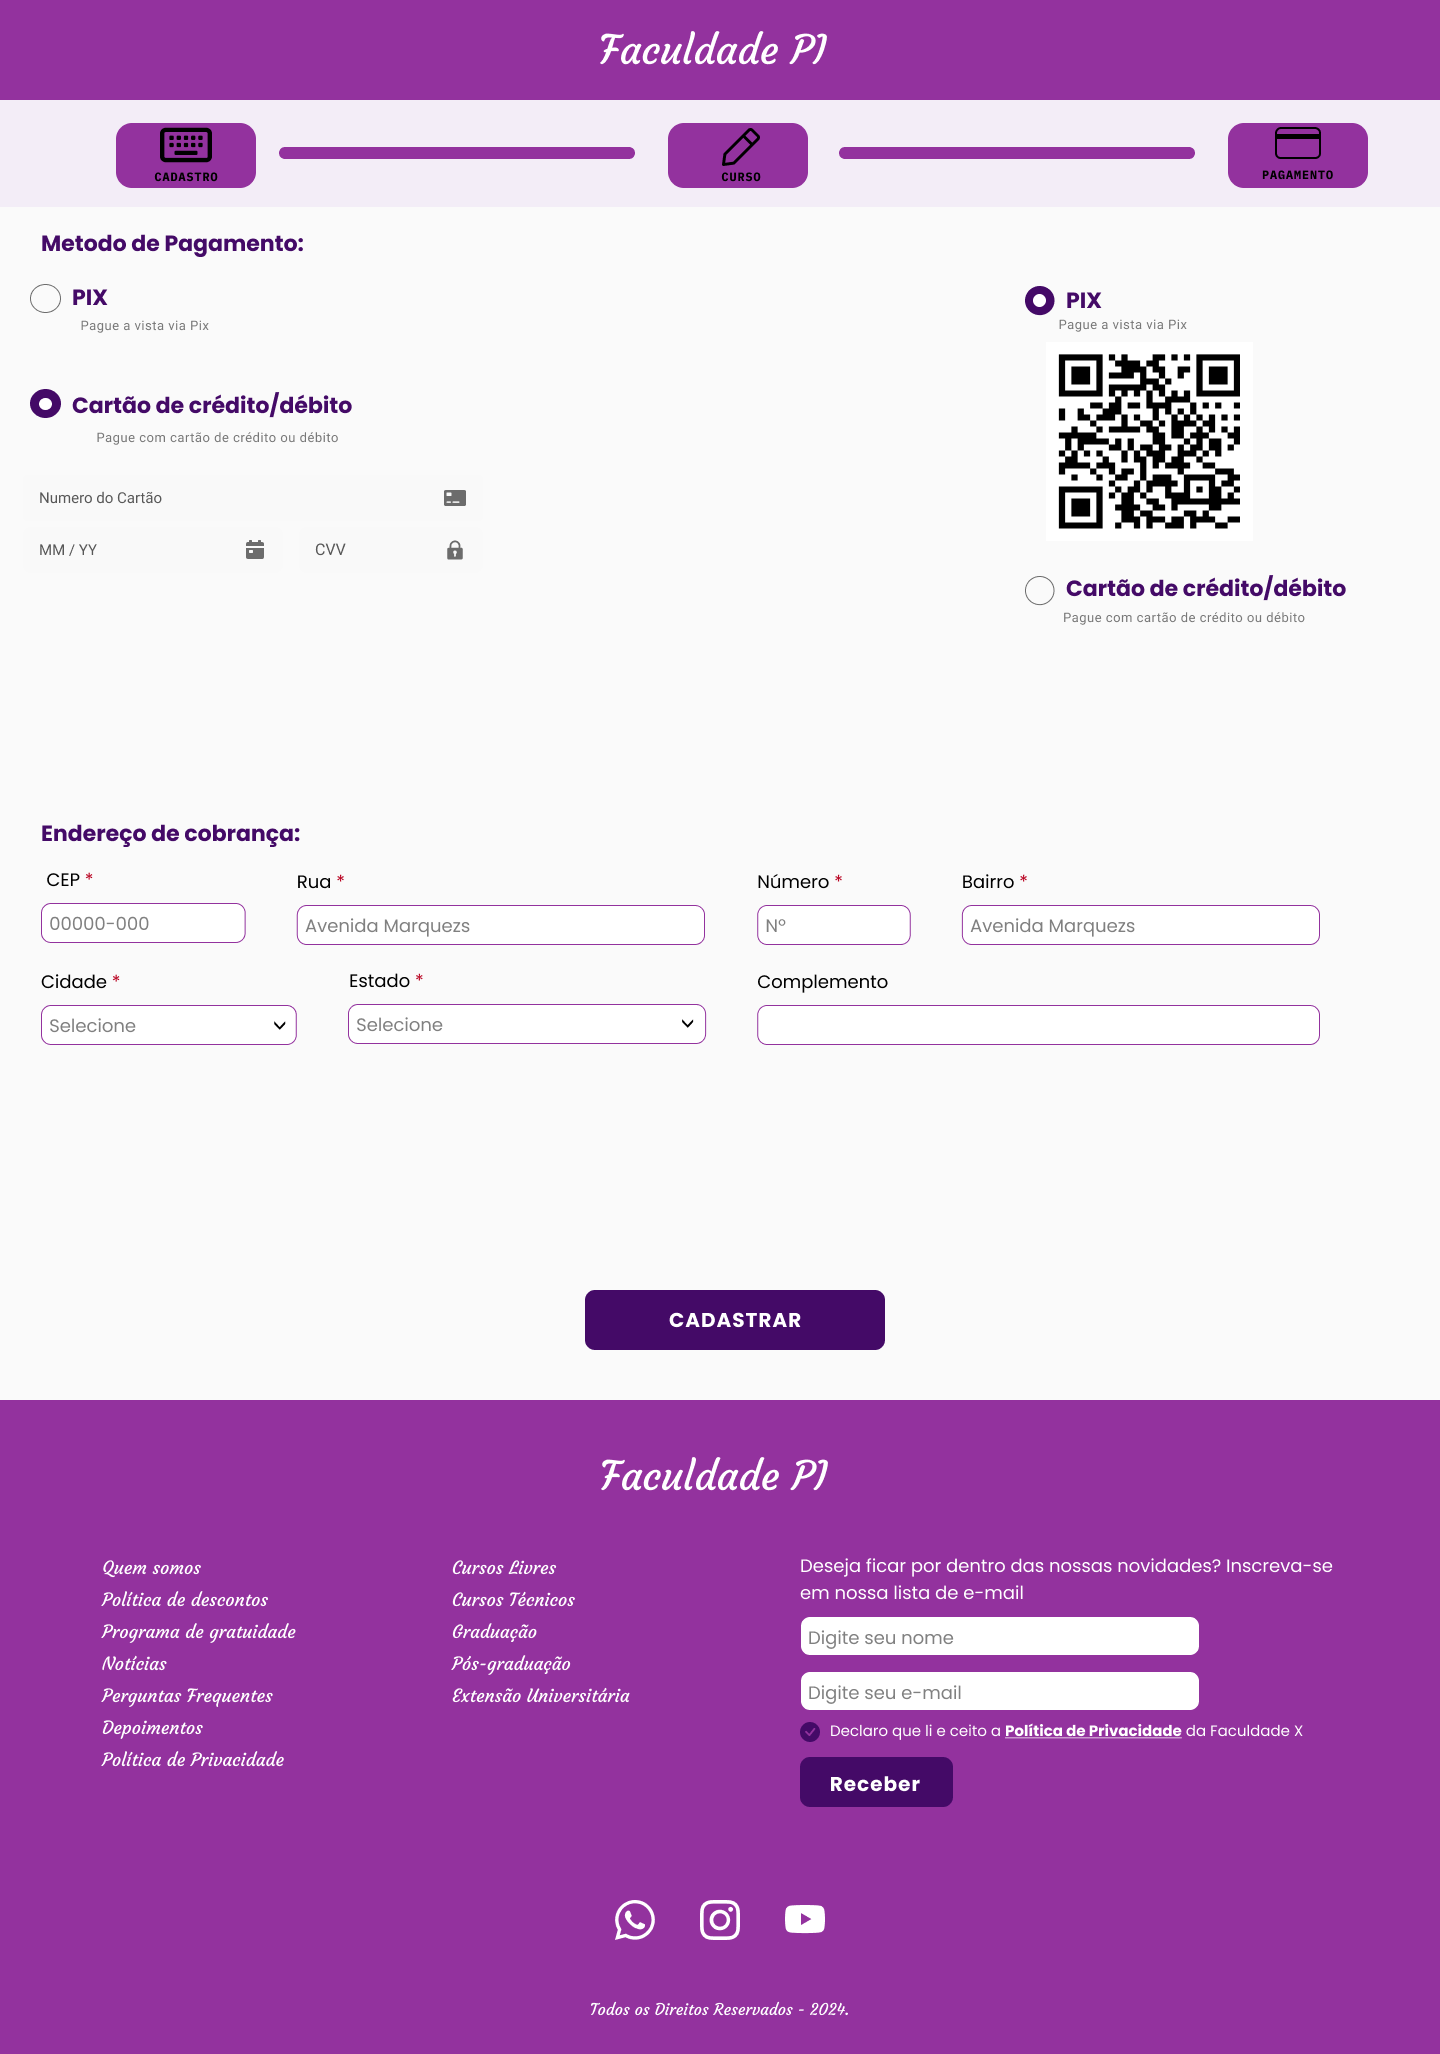 Faculdade PI
CADASTRO
CURSO
PAGAMENTO
Metodo de Pagamento:
PIX
Pague a vista via Pix
Cartão de crédito/débito
Pague com cartão de crédito ou débito
Numero do Cartão
MM / YY
CVV
PIX
Pague a vista via Pix
Cartão de crédito/débito
Pague com cartão de crédito ou débito
Endereço de cobrança:
CEP *
00000-000
Rua *
Avenida Marquezs
Número *
Nº
Bairro *
Avenida Marquezs
Cidade *
Selecione
Estado *
Selecione
Complemento
CADASTRAR
Faculdade PI
Quem somos
Política de descontos
Programa de gratuidade
Notícias
Perguntas Frequentes
Depoimentos
Política de Privacidade
Cursos Livres
Cursos Técnicos
Graduação
Pós-graduação
Extensão Universitária
Deseja ficar por dentro das nossas novidades? Inscreva-se
em nossa lista de e-mail
Digite seu nome
Digite seu e-mail
Declaro que li e ceito a Política de Privacidade da Faculdade X
Receber
Todos os Direitos Reservados - 2024.